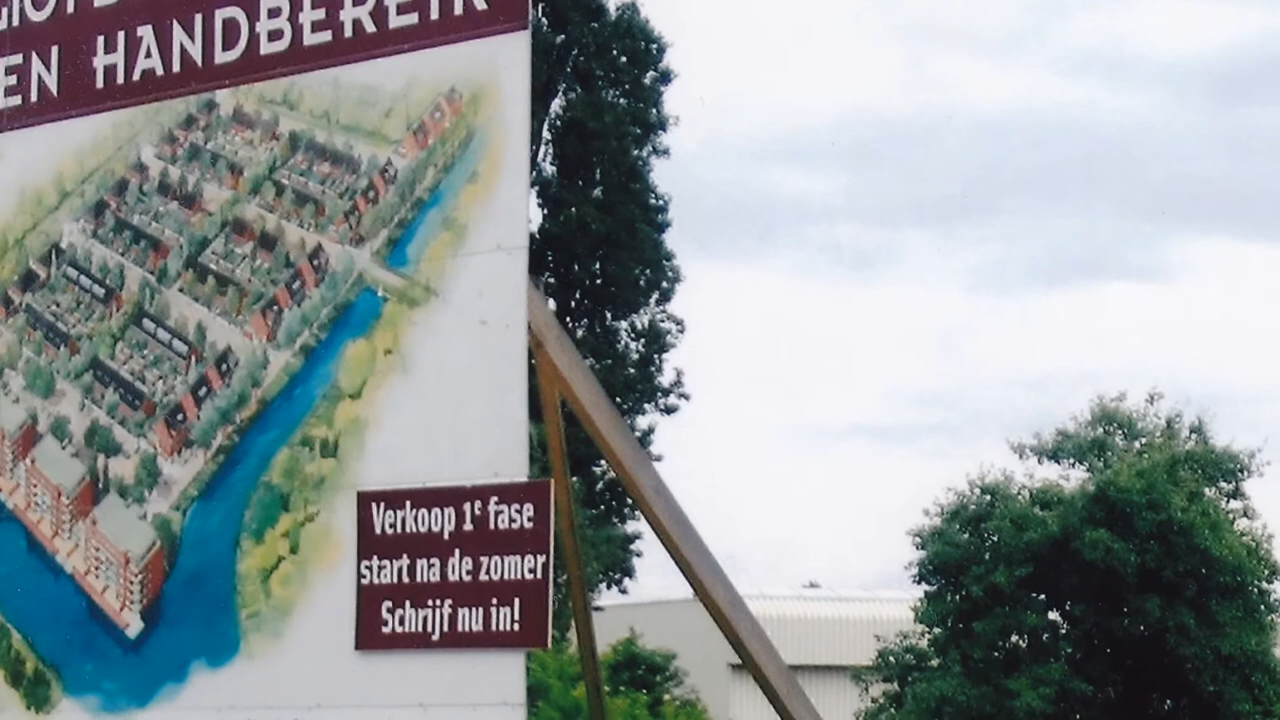 EN HANDBEREIK
Verkoop 1e fase
start na de zomer
Schrijf nu in!